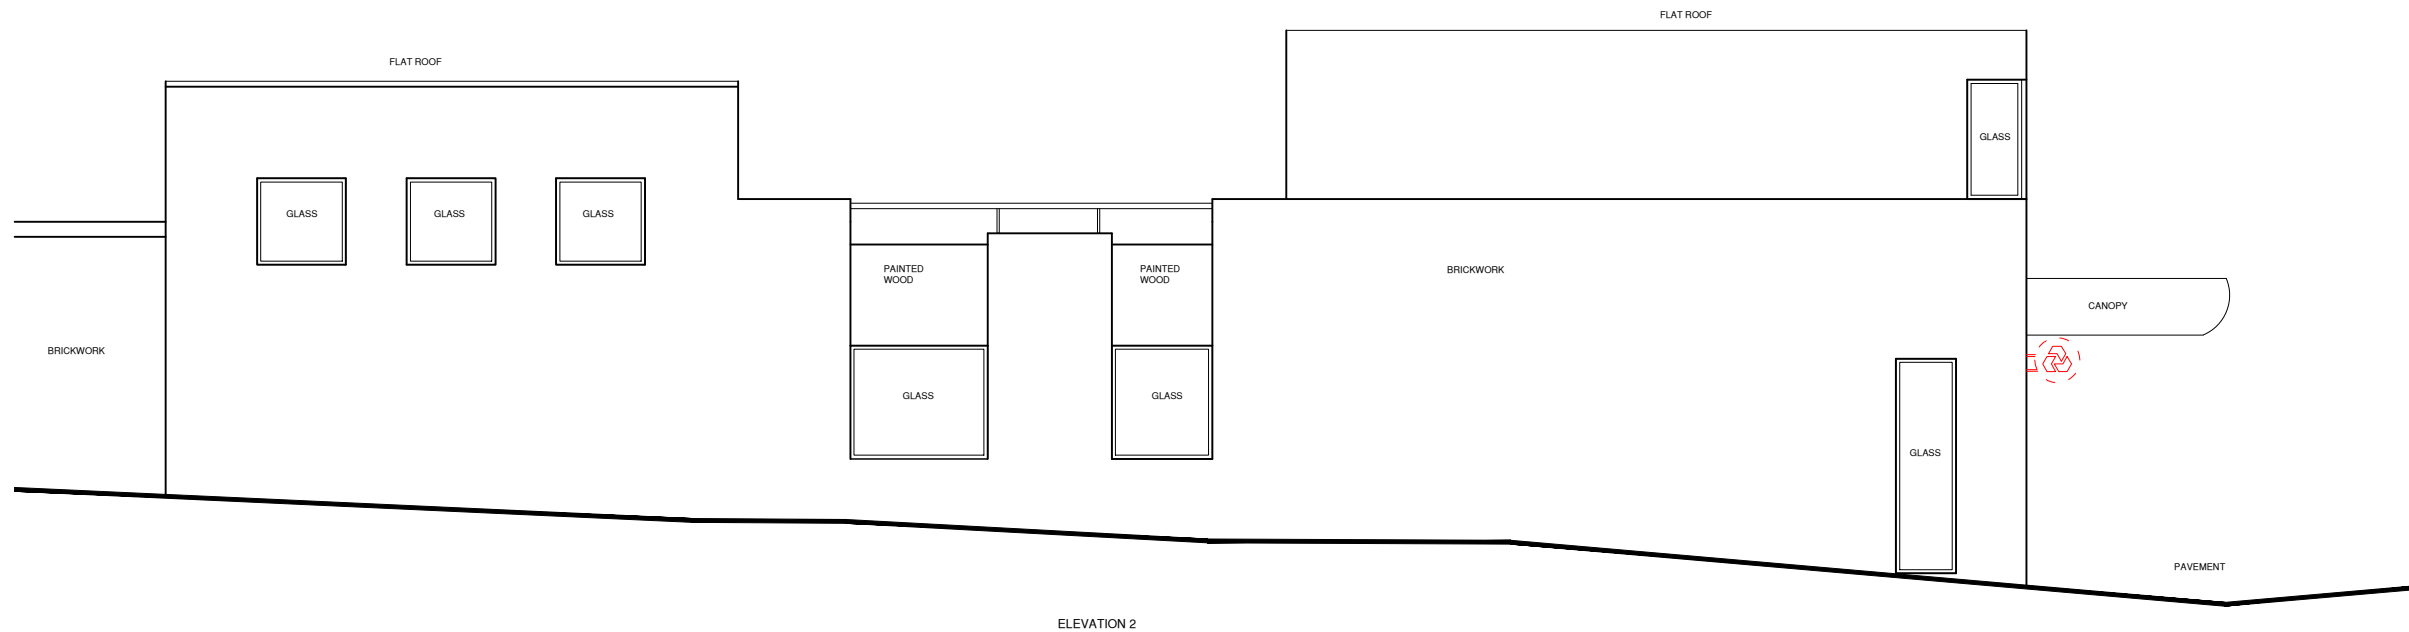 FLAT ROOF
FLAT ROOF
GLASS
GLASS
GLASS
GLASS
PAINTED
WOOD
PAINTED
WOOD
BRICKWORK
CANOPY
BRICKWORK
GLASS
GLASS
GLASS
PAVEMENT
ELEVATION 2